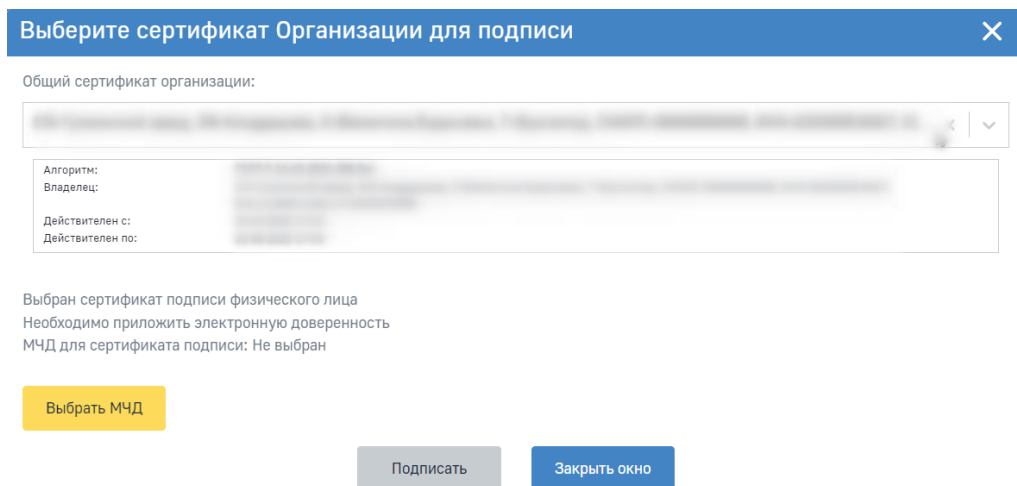 Выберите сертификат Организации для подписи
Общий сертификат организации:
Алгоритм:
Владелец:
Действителен с:
Действителен по:
Выбран сертификат подписи физического лица
Необходимо приложить электронную доверенность
МЧД для сертификата подписи: Не выбран
Выбрать МЧД
Подписать
Закрыть окно